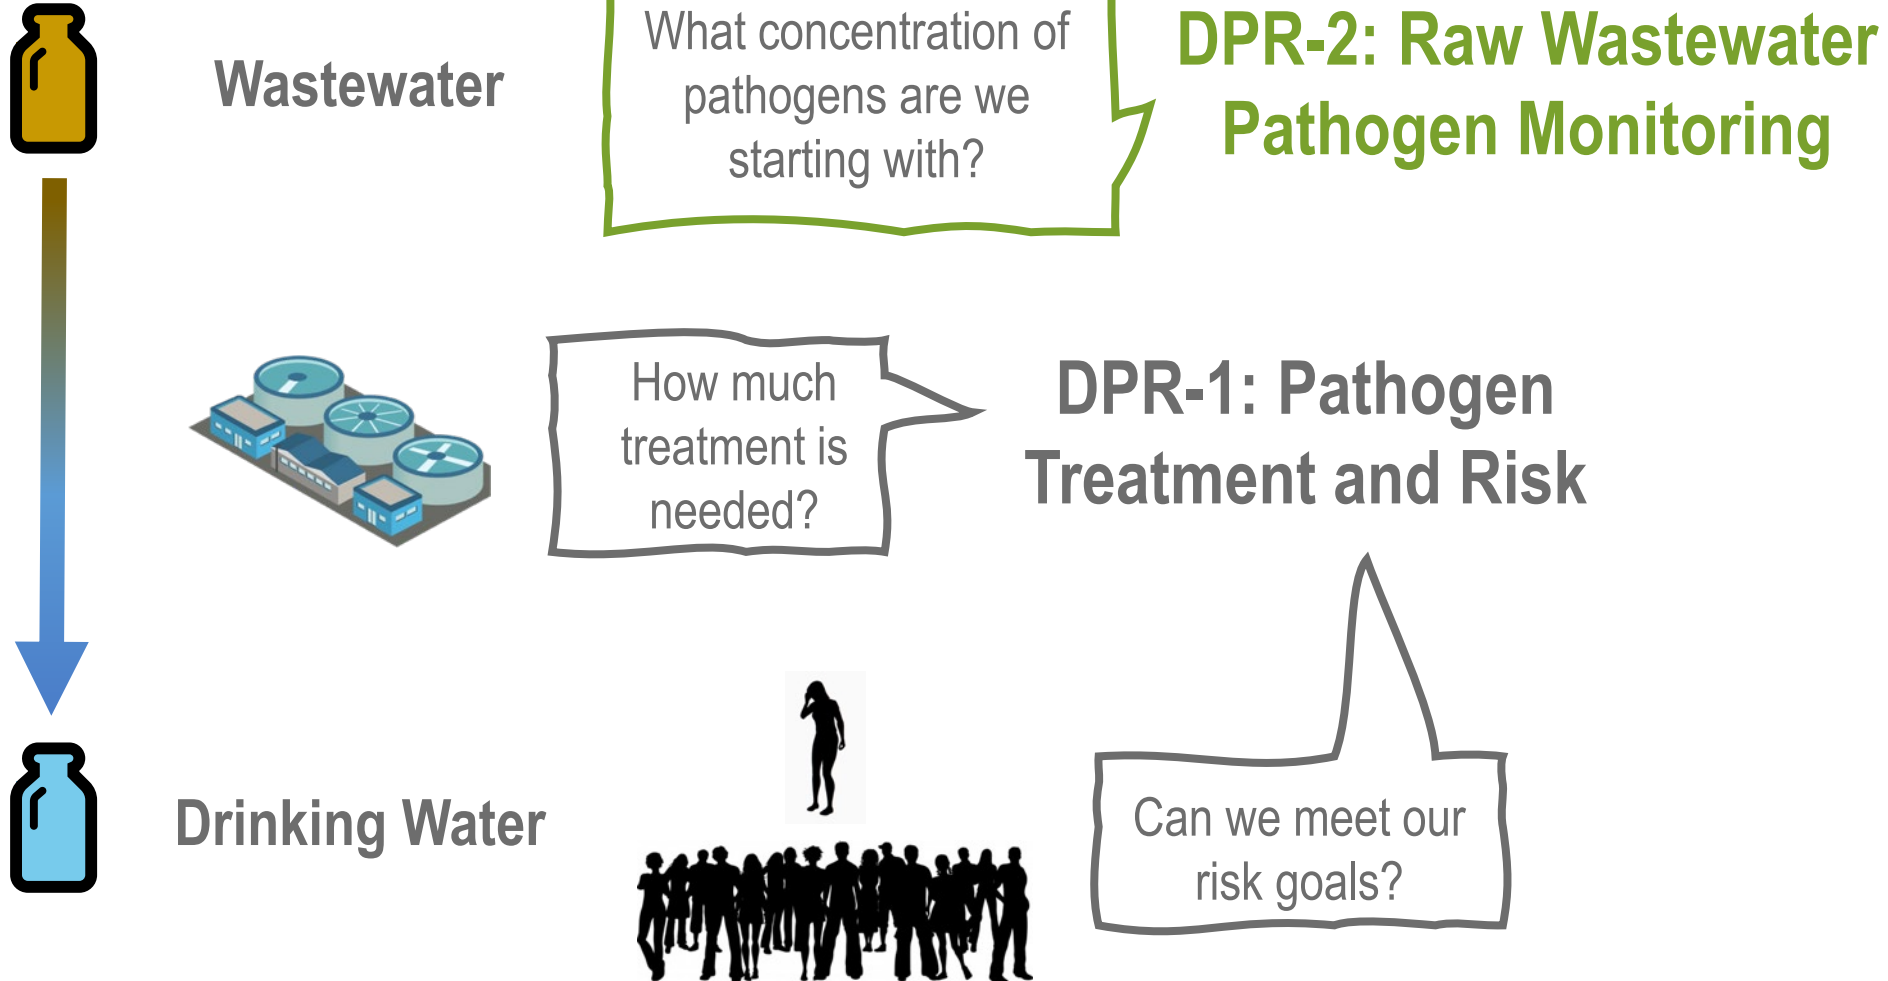 Wastewater
What concentration of
pathogens are we
starting with?
DPR-2: Raw Wastewater
Pathogen Monitoring
How much
treatment is
needed?
DPR-1: Pathogen
Treatment and Risk
Drinking Water
Can we meet our
risk goals?